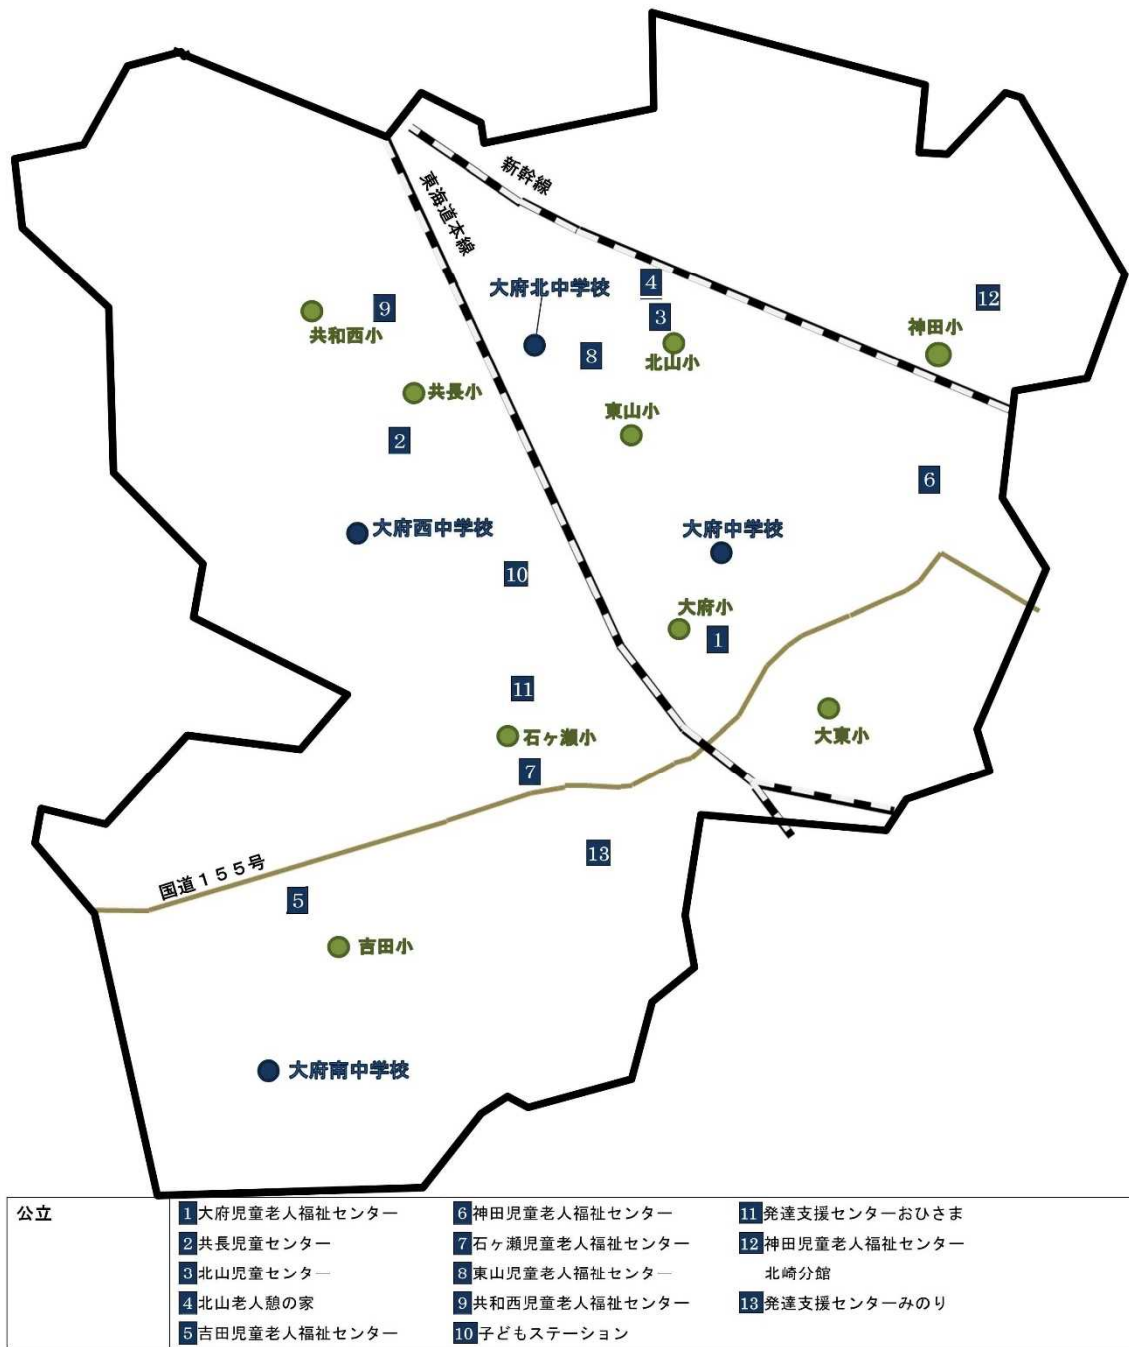 新幹線
東海道本線
大府北中学校
4
12
9
3
神田小
共和西小
8
北山小
共長小
東山小
2
6
大府西中学校
大府中学校
10
大府小
1
11
石ヶ瀬小
大東小
7
13
国道１５５号
5
吉田小
大府南中学校
公立
1 大府児童老人福祉センター
2 共長児童センター
3 北山児童センター
4 北山老人憩の家
5 吉田児童老人福祉センター
6 神田児童老人福祉センター
7 石ヶ瀬児童老人福祉センター
8 東山児童老人福祉センター
9 共和西児童老人福祉センター
10 子どもステーション
11 発達支援センターおひさま
12 神田児童老人福祉センター
北崎分館
13 発達支援センターみのり